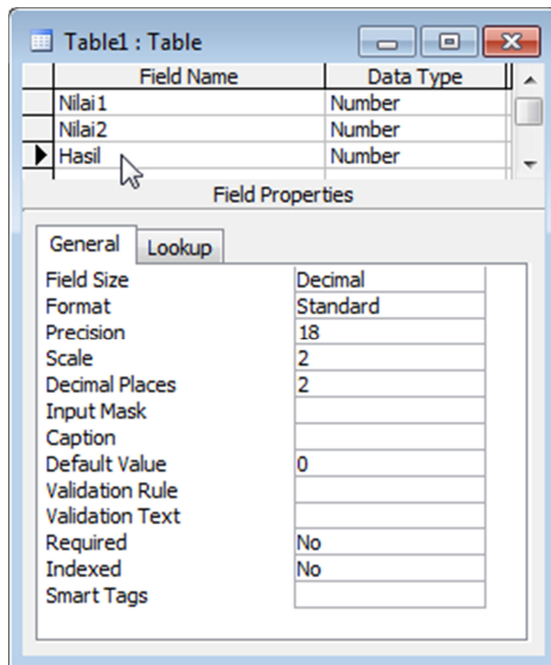 Table1 : Table
Field Name Data Type
Nilai1 Number
Nilai2 Number
Hasil Number
Field Properties
General Lookup
Field Size Decimal
Format Standard
Precision 18
Scale 2
Decimal Places 2
Input Mask
Caption
Default Value 0
Validation Rule
Validation Text
Required No
Indexed No
Smart Tags